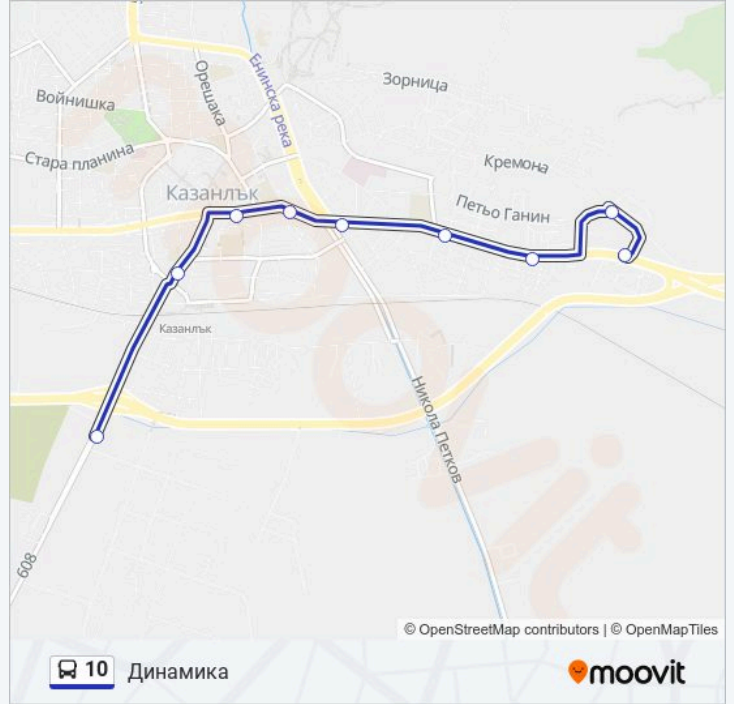 Войнишка
Орешака
Енинска река
Зорница
Стара планина
Казанлък
Кремона
Петьо Ганин
Казанлък
Никола Петков
608
© OpenStreetMap contributors | © OpenMapTiles
10 Динамика
moovit